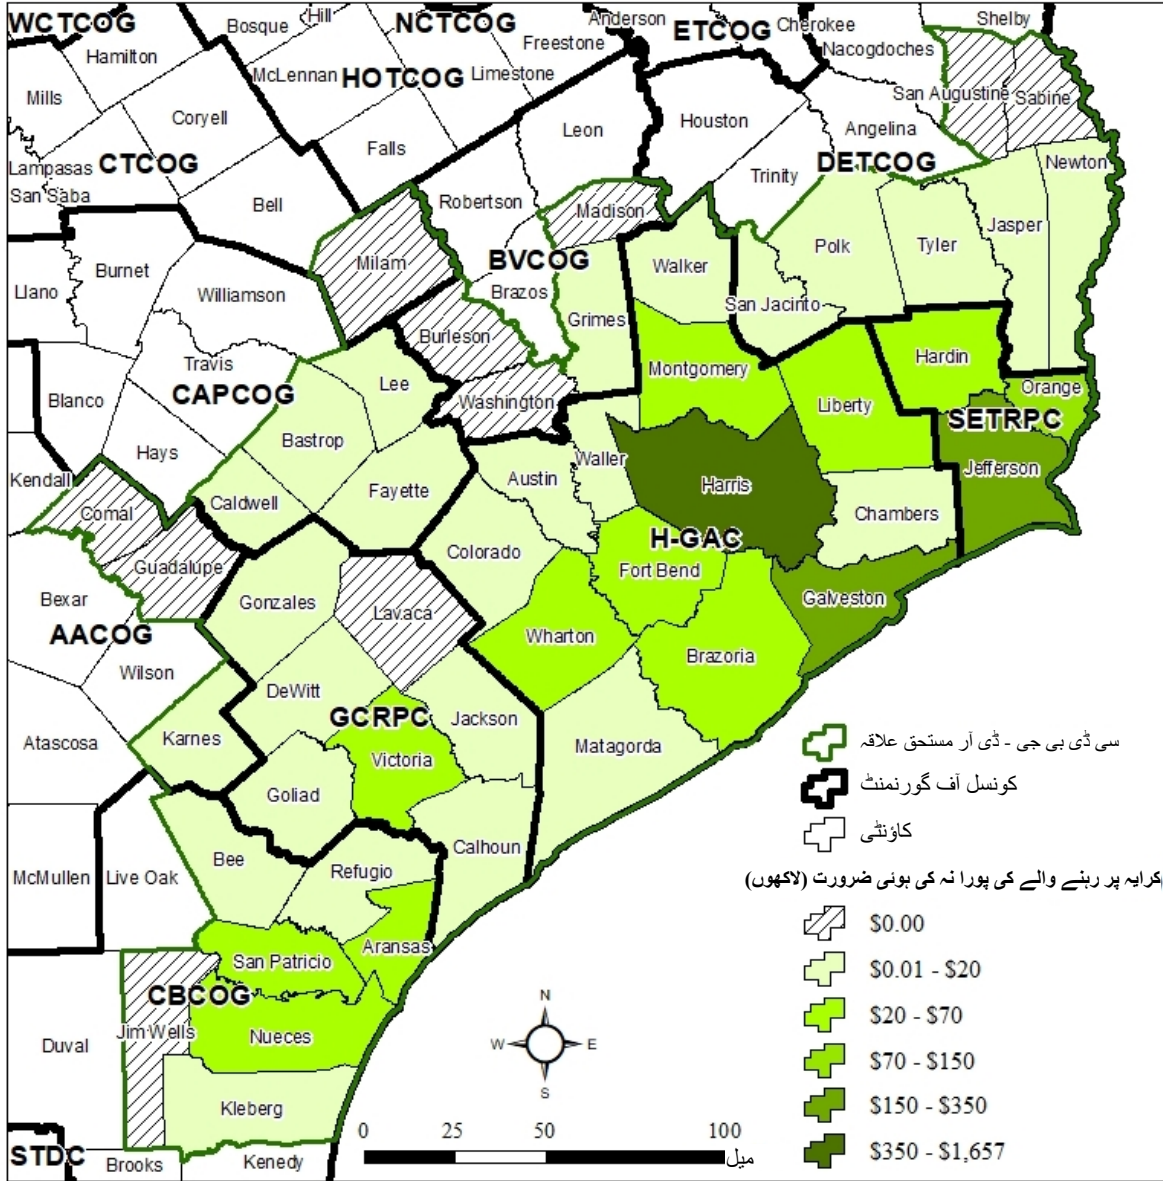 WCTCOG
Hill
Bosque
NCTCOG
Anderson
Freestone
ETCOG
Cherokee
Shelby
Nacogdoches
Hamilton
McLennan
HOTCOG
Limestone
Mills
San Augustine
Sabine
Coryell
Leon
Houston
Angelina
Falls
Lampasas
CTCOG
San Saba
DETCOG
Newton
Trinity
Bell
Robertson
Madison
Jasper
Polk
Tyler
Milam
BVCOG
Walker
Burnet
Llano
Williamson
Brazos
San Jacinto
Grimes
Burleson
Travis
Montgomery
Hardin
Lee
CAPCOG
Blanco
Washington
Liberty
Orange
SETRPC
Bastrop
Hays
Waller
Jefferson
Kendall
Austin
Harris
Fayette
Caldwell
Comal
Chambers
H-GAC
Colorado
Guadalupe
Fort Bend
Bexar
Gonzales
Lavaca
Galveston
AACOG
Wharton
Brazoria
Wilson
DeWitt
GCRPC
Jackson
Karnes
Atascosa
Matagorda
Victoria
Goliad
Calhoun
Bee
Refugio
McMullen
Live Oak
Aransas
San Patricio
CBCOG
Jim Wells
Nueces
Duval
Kleberg
STDC
Brooks
Kenedy
سی ڈی بی جی - ڈی آر مستحق علاقہ
کونسل آف گورنمنٹ
کاؤنٹی
کرایہ پر رہنے والے کی پورا نہ کی ہوئی ضرورت (لاکھوں)
$0.00
$0.01 - $20
$20 - $70
$70 - $150
$150 - $350
$350 - $1,657
N
W
E
S
0 25 50 100
میل